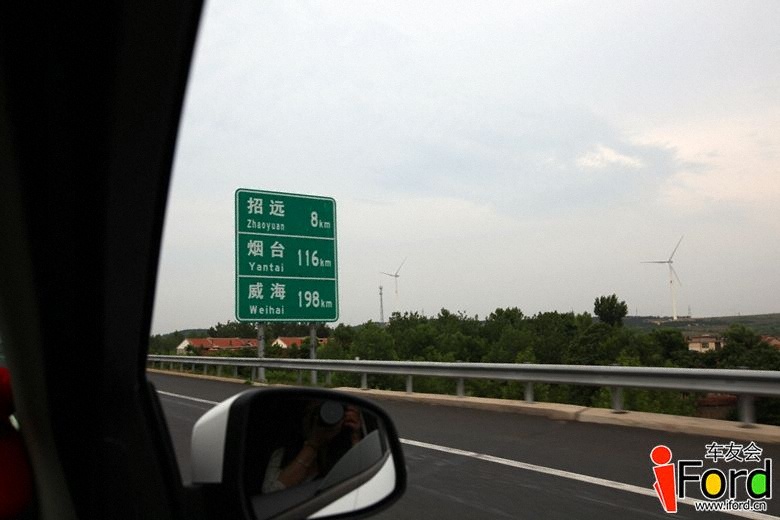 招远 8km
Zhaoyuan
烟台 116km
Yantai
威海 198km
Weihai
车友会
iFord
www.iford.cn